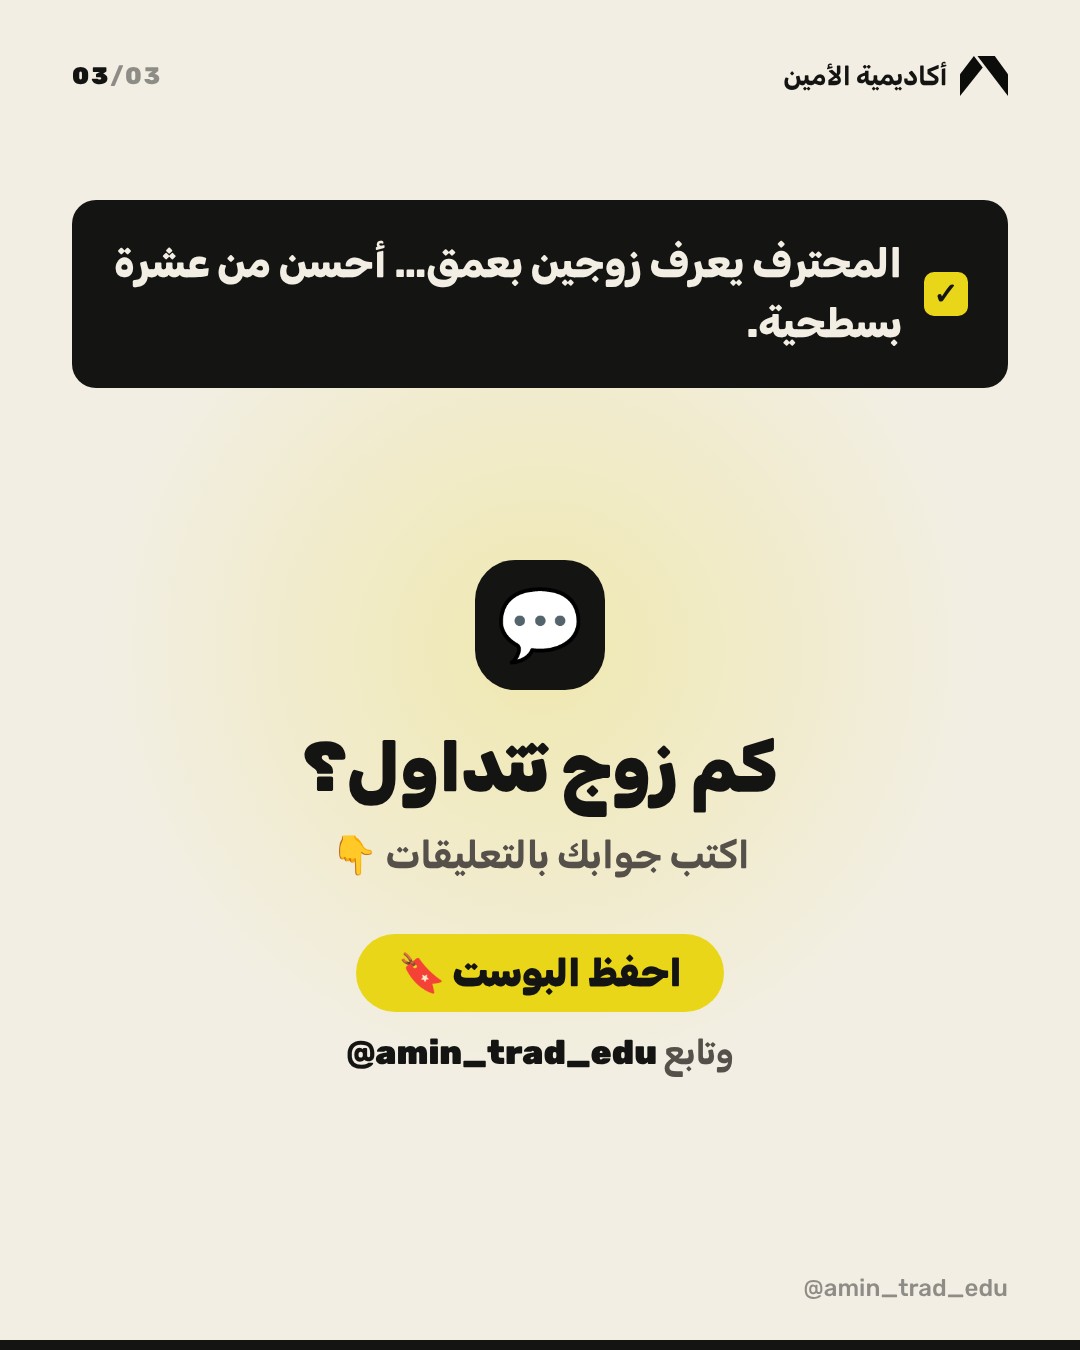 أكاديمية الأمين
03/03
المحترف يعرف زوجين بعمق... أحسن من عشرة
بسطحية.
كم زوج تتداول؟
اكتب جوابك بالتعليقات 👇
احفظ البوست 🔖
وتابع @amin_trad_edu
@amin_trad_edu